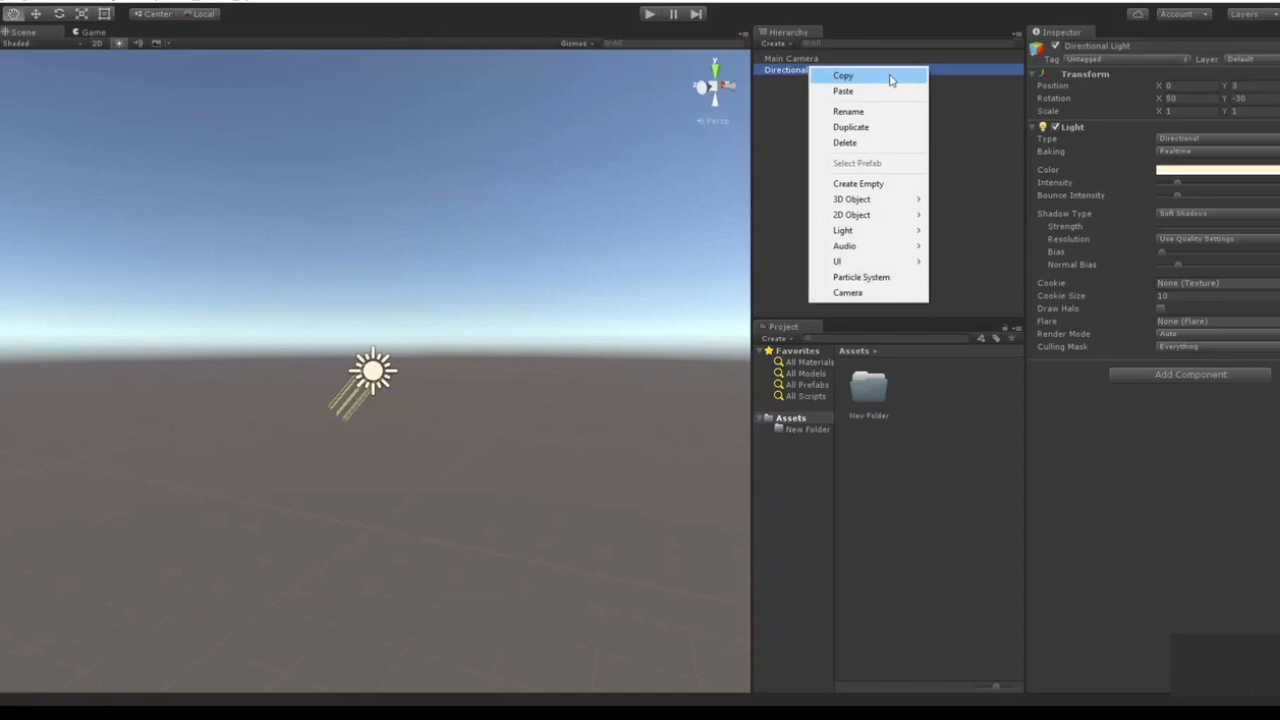 Center Local
Account Layers
Scene Game
Shaded 2D Gizmos All
y
Persp
Hierarchy
Create All
Main Camera
Directional
Copy
Paste
Rename
Duplicate
Delete
Select Prefab
Create Empty
3D Object
2D Object
Light
Audio
UI
Particle System
Camera
Project
Create
Favorites
All Materials
All Models
All Prefabs
All Scripts
Assets
New Folder
Assets
New Folder
Inspector
Directional Light
Tag Untagged Layer Default
Transform
Position X 0 Y 3
Rotation X 50 Y -30
Scale X 1 Y 1
Light
Type Directional
Baking Realtime
Color
Intensity
Bounce Intensity
Shadow Type Soft Shadows
Strength
Resolution Use Quality Settings
Bias
Normal Bias
Cookie None (Texture)
Cookie Size 10
Draw Halo
Flare None (Flare)
Render Mode Auto
Culling Mask Everything
Add Component